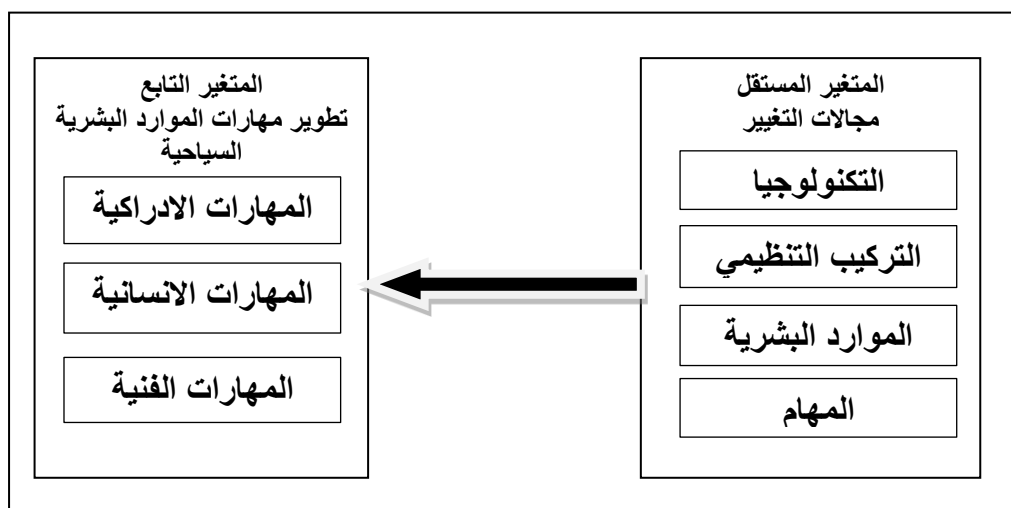 المتغير المستقل
مجالات التغيير
التكنولوجيا
التركيب التنظيمي
الموارد البشرية
المهام
المتغير التابع
تطوير مهارات الموارد البشرية
السياحية
المهارات الادراكية
المهارات الانسانية
المهارات الفنية